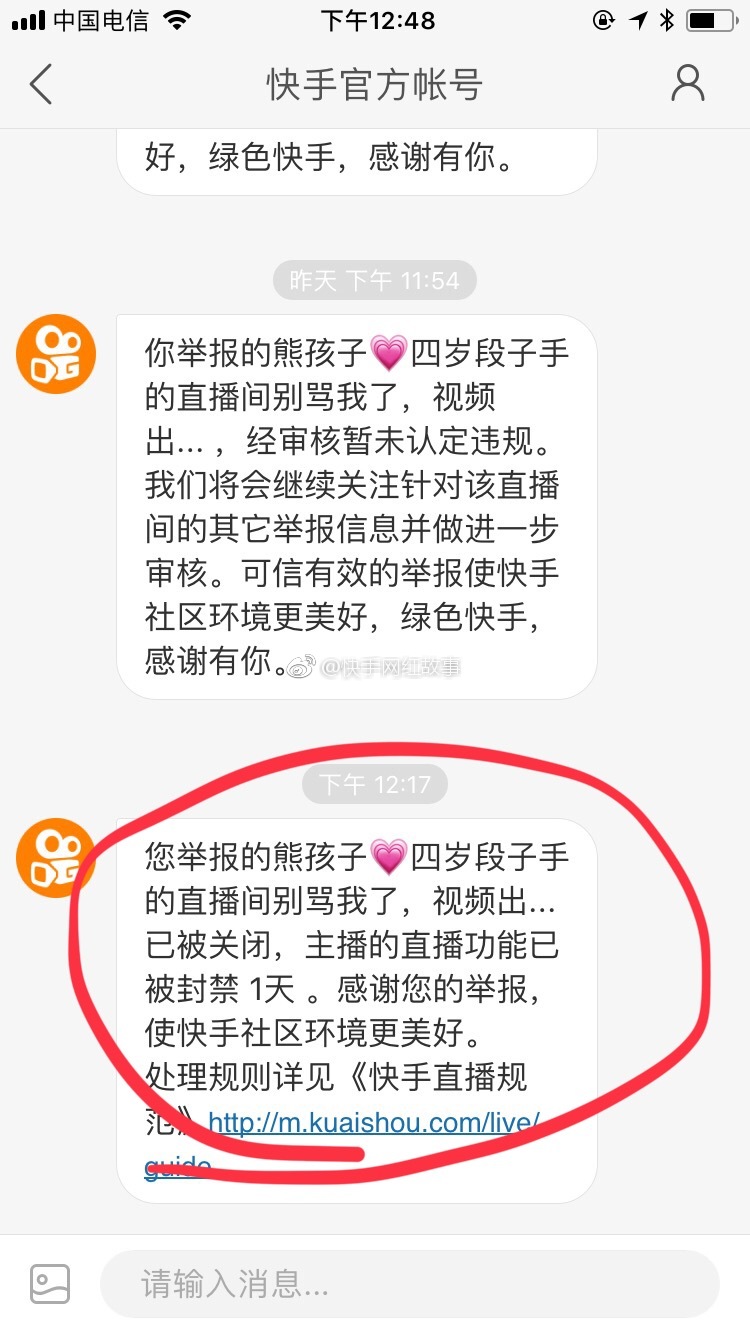 中国电信
下午12:48
快手官方帐号
好，绿色快手，感谢有你。
昨天 下午 11:54
你举报的熊孩子💗四岁段子手
的直播间别骂我了，视频
出... ，经审核暂未认定违规。
我们将会继续关注针对该直播
间的其它举报信息并做进一步
审核。可信有效的举报使快手
社区环境更美好，绿色快手，
感谢有你。
@快手网红故事
下午 12:17
您举报的熊孩子💗四岁段子手
的直播间别骂我了，视频出...
已被关闭，主播的直播功能已
被封禁 1天 。感谢您的举报，
使快手社区环境更美好。
处理规则详见《快手直播规
范》http://m.kuaishou.com/live/
guide
请输入消息...